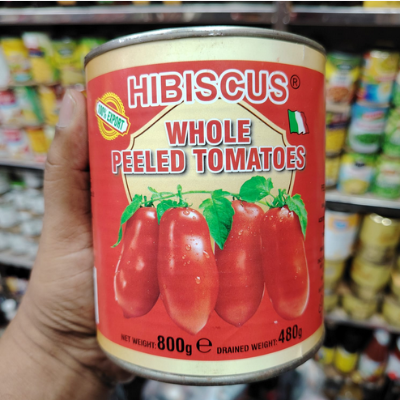 HIBISCUS®
100% EXPORT
WHOLE
PEELED TOMATOES
NET WEIGHT: 800g e DRAINED WEIGHT: 480g